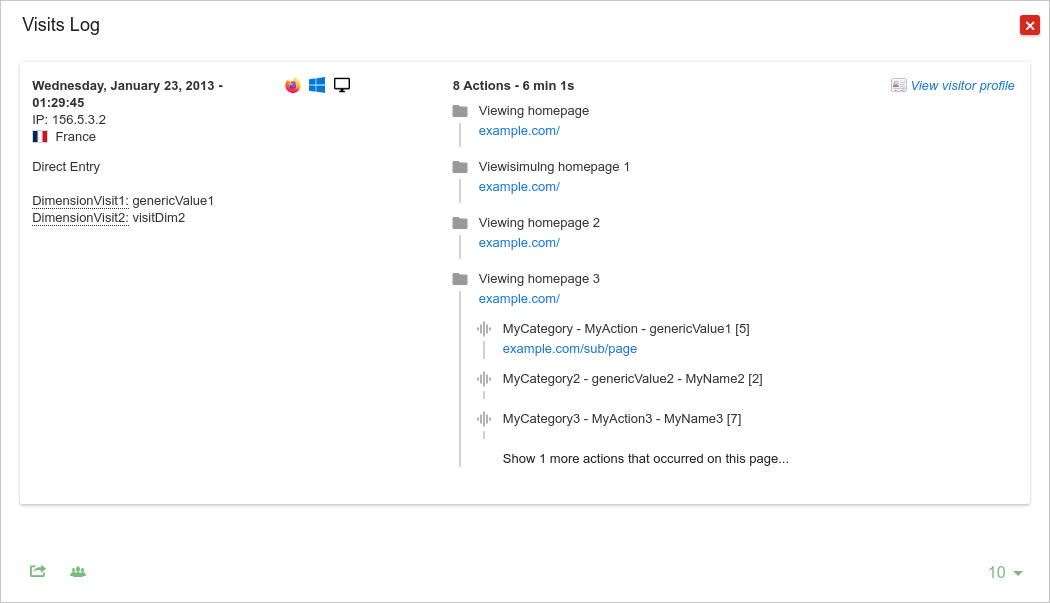 Visits Log
Wednesday, January 23, 2013 -
01:29:45
IP: 156.5.3.2
France
Direct Entry
DimensionVisit1: genericValue1
DimensionVisit2: visitDim2
8 Actions - 6 min 1s
View visitor profile
Viewing homepage
example.com/
Viewisimulng homepage 1
example.com/
Viewing homepage 2
example.com/
Viewing homepage 3
example.com/
MyCategory - MyAction - genericValue1 [5]
example.com/sub/page
MyCategory2 - genericValue2 - MyName2 [2]
MyCategory3 - MyAction3 - MyName3 [7]
Show 1 more actions that occurred on this page...
10